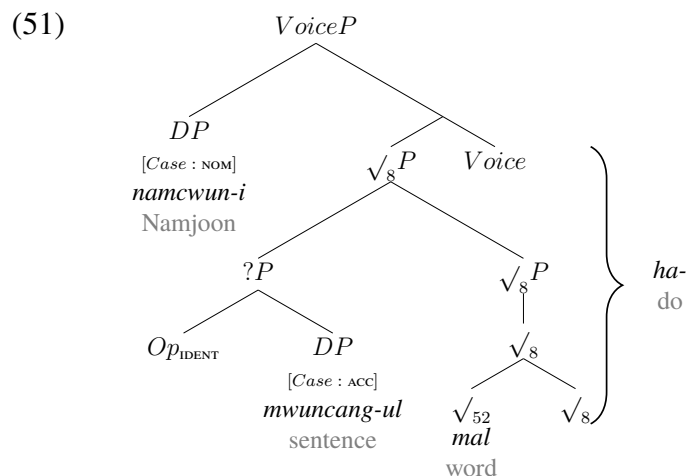 (51)
VoiceP
DP
[Case : NOM]
namcwun-i
Namjoon
√8P Voice
?P √8P
ha-
do
OpIDENT DP
[Case : ACC]
mwuncang-ul
sentence
√8
√52 √8
mal
word